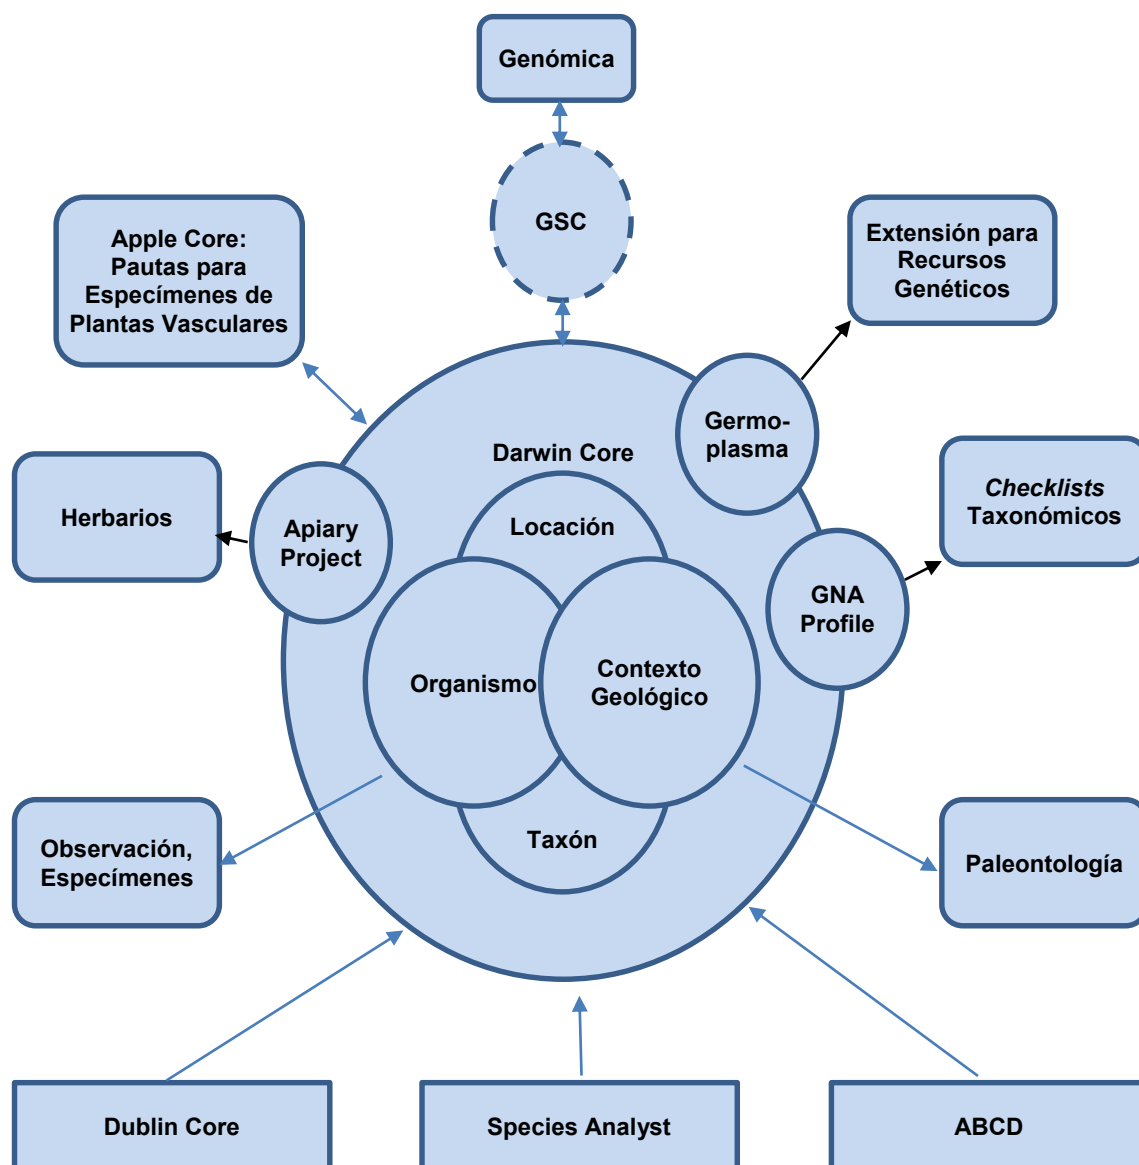 Genómica
GSC
Apple Core:
Pautas para
Especímenes de
Plantas Vasculares
Extensión para
Recursos
Genéticos
Germo-
plasma
Darwin Core
Checklists
Taxonómicos
Herbarios
Apiary
Project
Locación
GNA
Profile
Organismo
Contexto
Geológico
Observación,
Especímenes
Taxón
Paleontología
Dublin Core
Species Analyst
ABCD